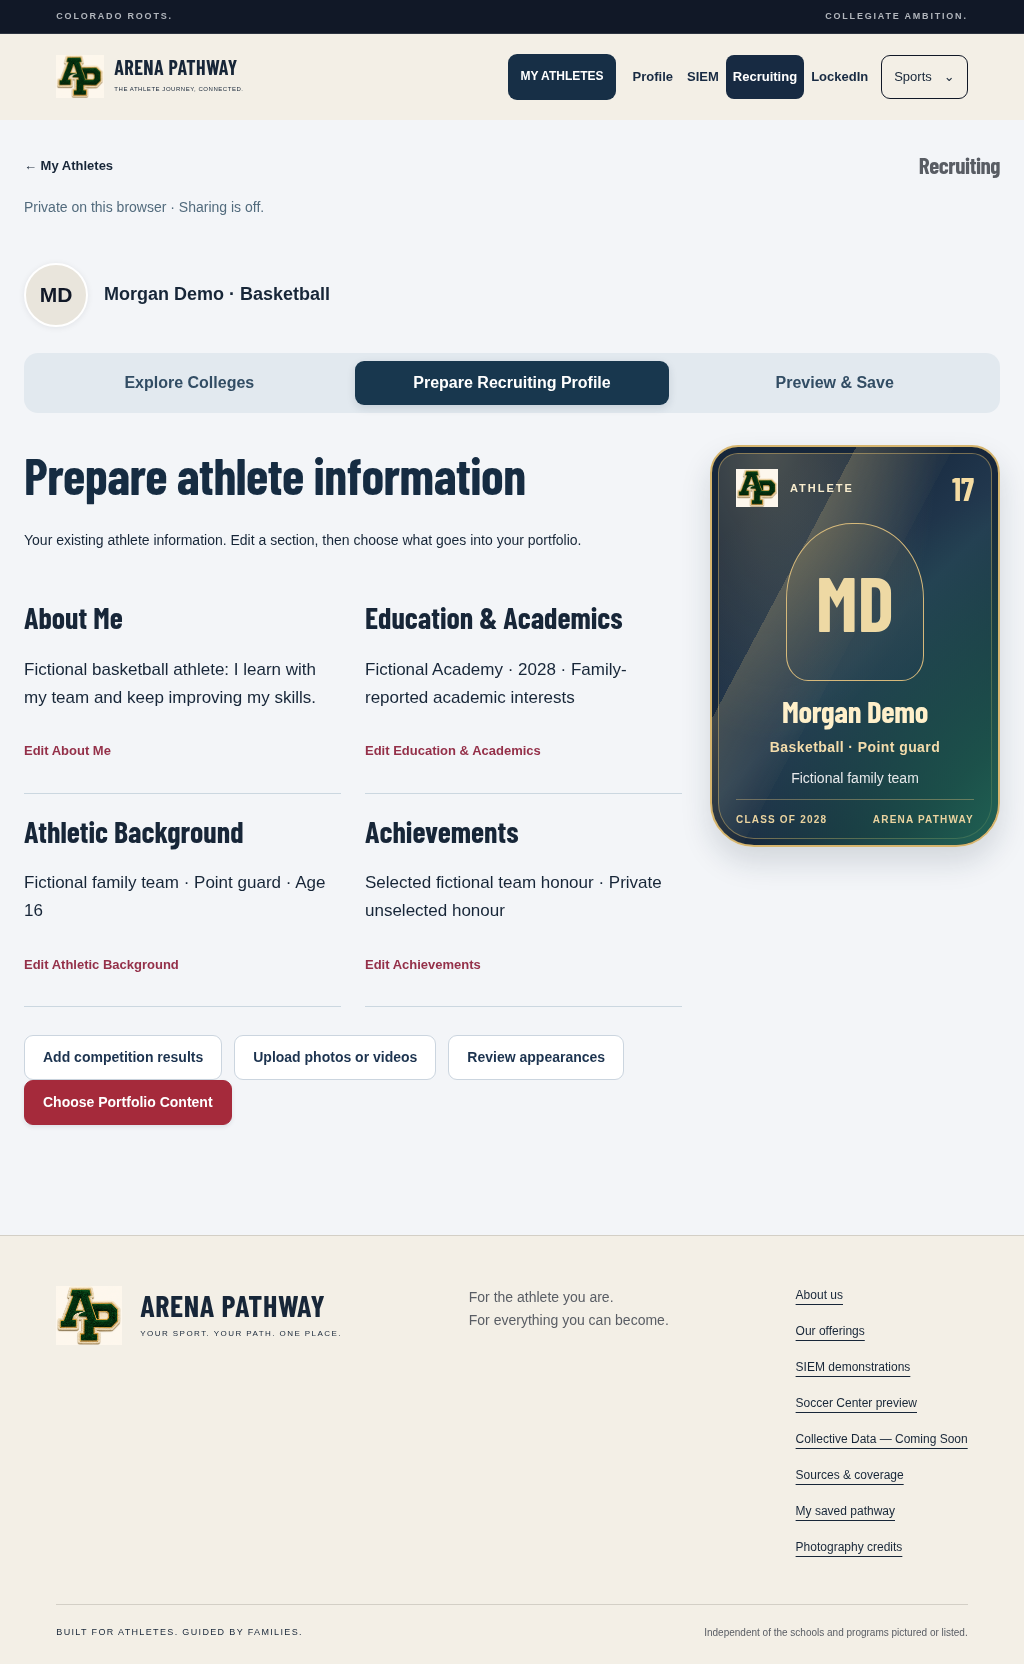 COLORADO ROOTS.
COLLEGIATE AMBITION.
AP
ARENA PATHWAY
THE ATHLETE JOURNEY, CONNECTED.
MY ATHLETES
Profile
SIEM
Recruiting
LockedIn
Sports
← My Athletes
Recruiting
Private on this browser · Sharing is off.
MD
Morgan Demo · Basketball
Explore Colleges
Prepare Recruiting Profile
Preview & Save
Prepare athlete information
Your existing athlete information. Edit a section, then choose what goes into your portfolio.
About Me
Fictional basketball athlete: I learn with
my team and keep improving my skills.
Edit About Me
Education & Academics
Fictional Academy · 2028 · Family-
reported academic interests
Edit Education & Academics
Athletic Background
Fictional family team · Point guard · Age
16
Edit Athletic Background
Achievements
Selected fictional team honour · Private
unselected honour
Edit Achievements
Add competition results
Upload photos or videos
Review appearances
Choose Portfolio Content
AP
ATHLETE
17
MD
Morgan Demo
Basketball · Point guard
Fictional family team
CLASS OF 2028
ARENA PATHWAY
AP
ARENA PATHWAY
YOUR SPORT. YOUR PATH. ONE PLACE.
For the athlete you are.
For everything you can become.
About us
Our offerings
SIEM demonstrations
Soccer Center preview
Collective Data — Coming Soon
Sources & coverage
My saved pathway
Photography credits
BUILT FOR ATHLETES. GUIDED BY FAMILIES.
Independent of the schools and programs pictured or listed.